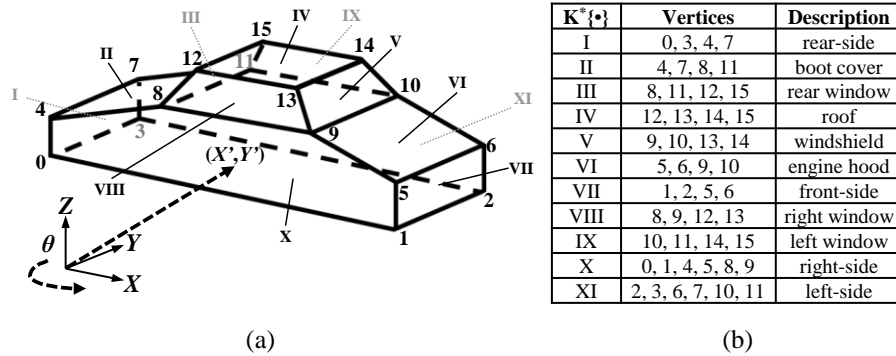 15 IV IX
III 14 V
II 7 12 11
I 8 13 10 VI
4 3 9 XI
0 (X',Y') 6
VIII 5 VII
Z X 2
θ Y 1
X
K*{•} Vertices Description
I 0, 3, 4, 7 rear-side
II 4, 7, 8, 11 boot cover
III 8, 11, 12, 15 rear window
IV 12, 13, 14, 15 roof
V 9, 10, 13, 14 windshield
VI 5, 6, 9, 10 engine hood
VII 1, 2, 5, 6 front-side
VIII 8, 9, 12, 13 right window
IX 10, 11, 14, 15 left window
X 0, 1, 4, 5, 8, 9 right-side
XI 2, 3, 6, 7, 10, 11 left-side
(a) (b)